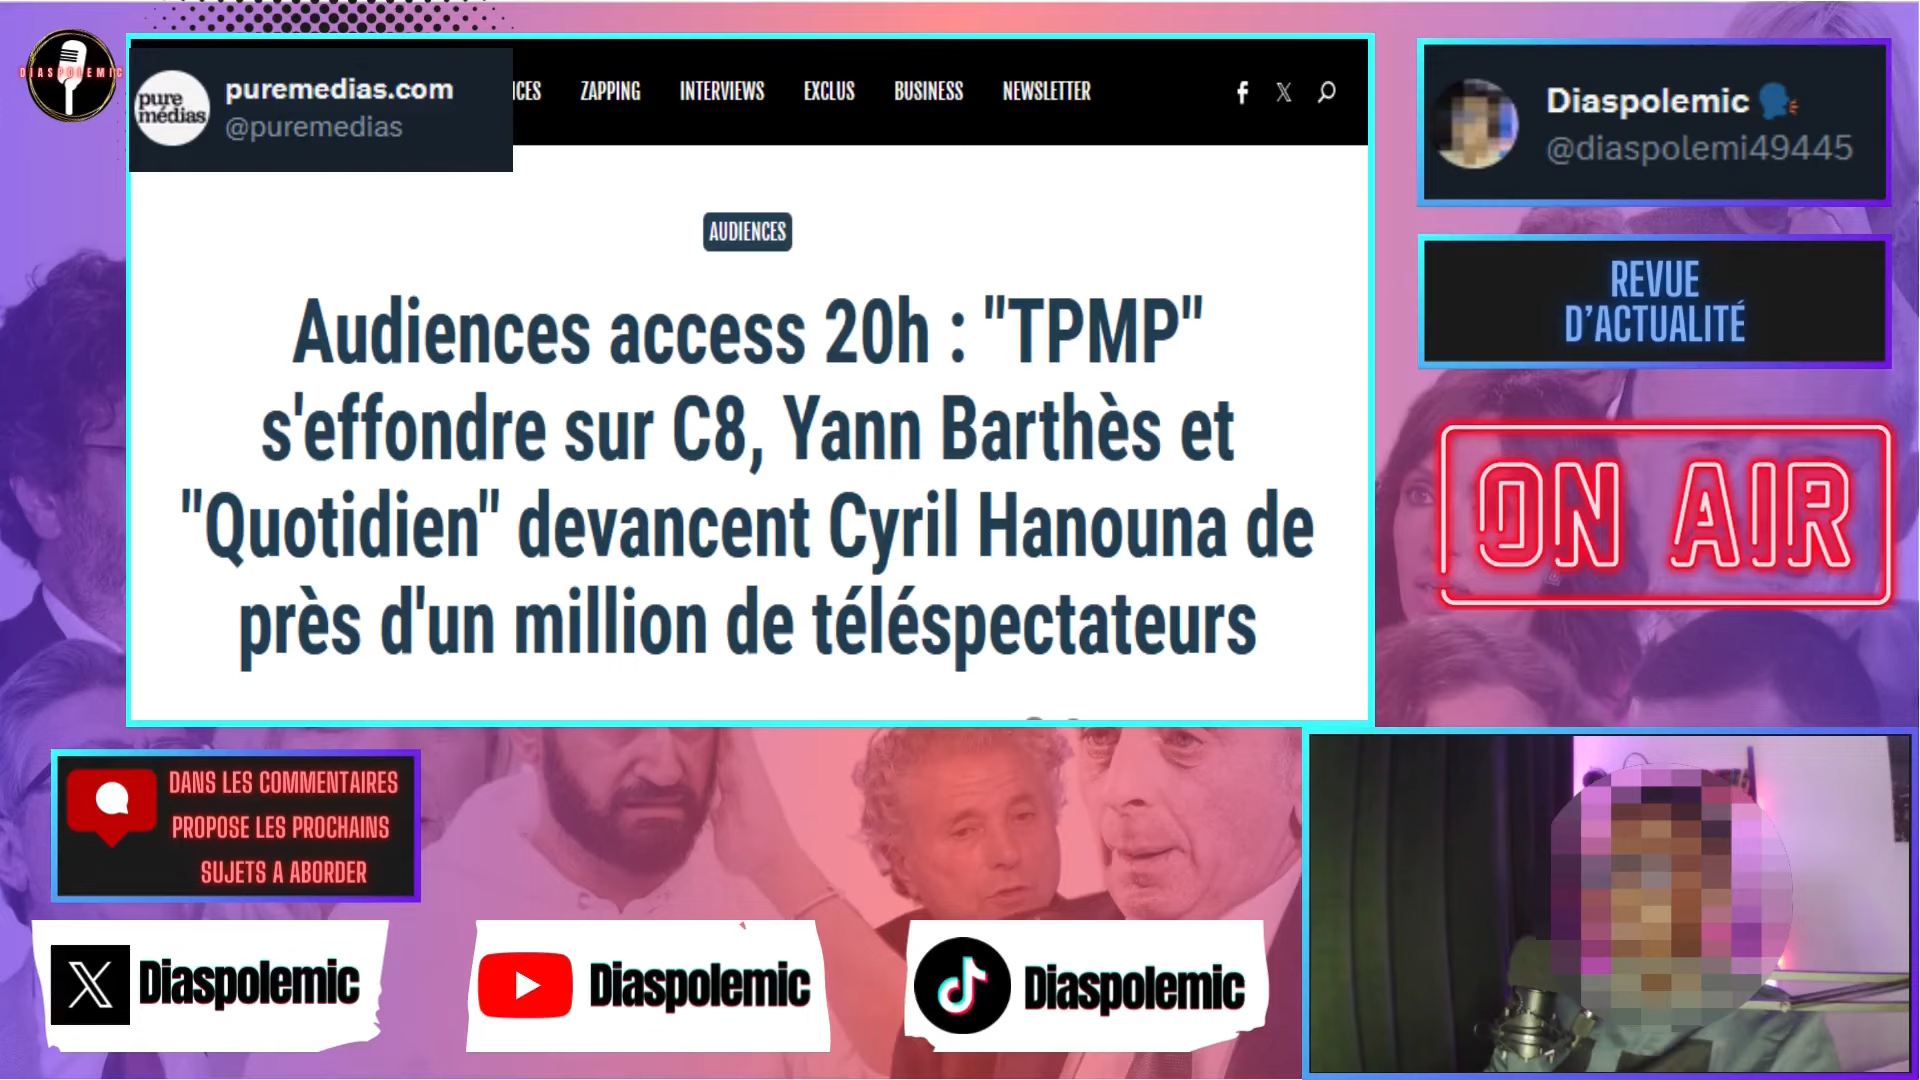 DIASPOLEMIC
pure
médias
puremedias.com
@puremedias
ZAPPING
INTERVIEWS
EXCLUS
BUSINESS
NEWSLETTER
AUDIENCES
Audiences access 20h : "TPMP"
s'effondre sur C8, Yann Barthès et
"Quotidien" devancent Cyril Hanouna de
près d'un million de téléspectateurs
Diaspolemic
@diaspolemi49445
REVUE
D'ACTUALITÉ
ON AIR
DANS LES COMMENTAIRES
PROPOSE LES PROCHAINS
SUJETS A ABORDER
Diaspolemic
Diaspolemic
Diaspolemic